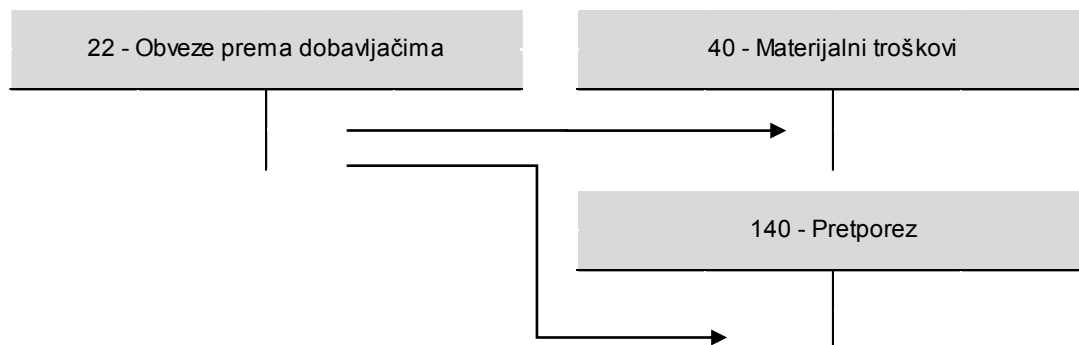 22 - Obveze prema dobavljačima
40 - Materijalni troškovi
140 - Pretporez